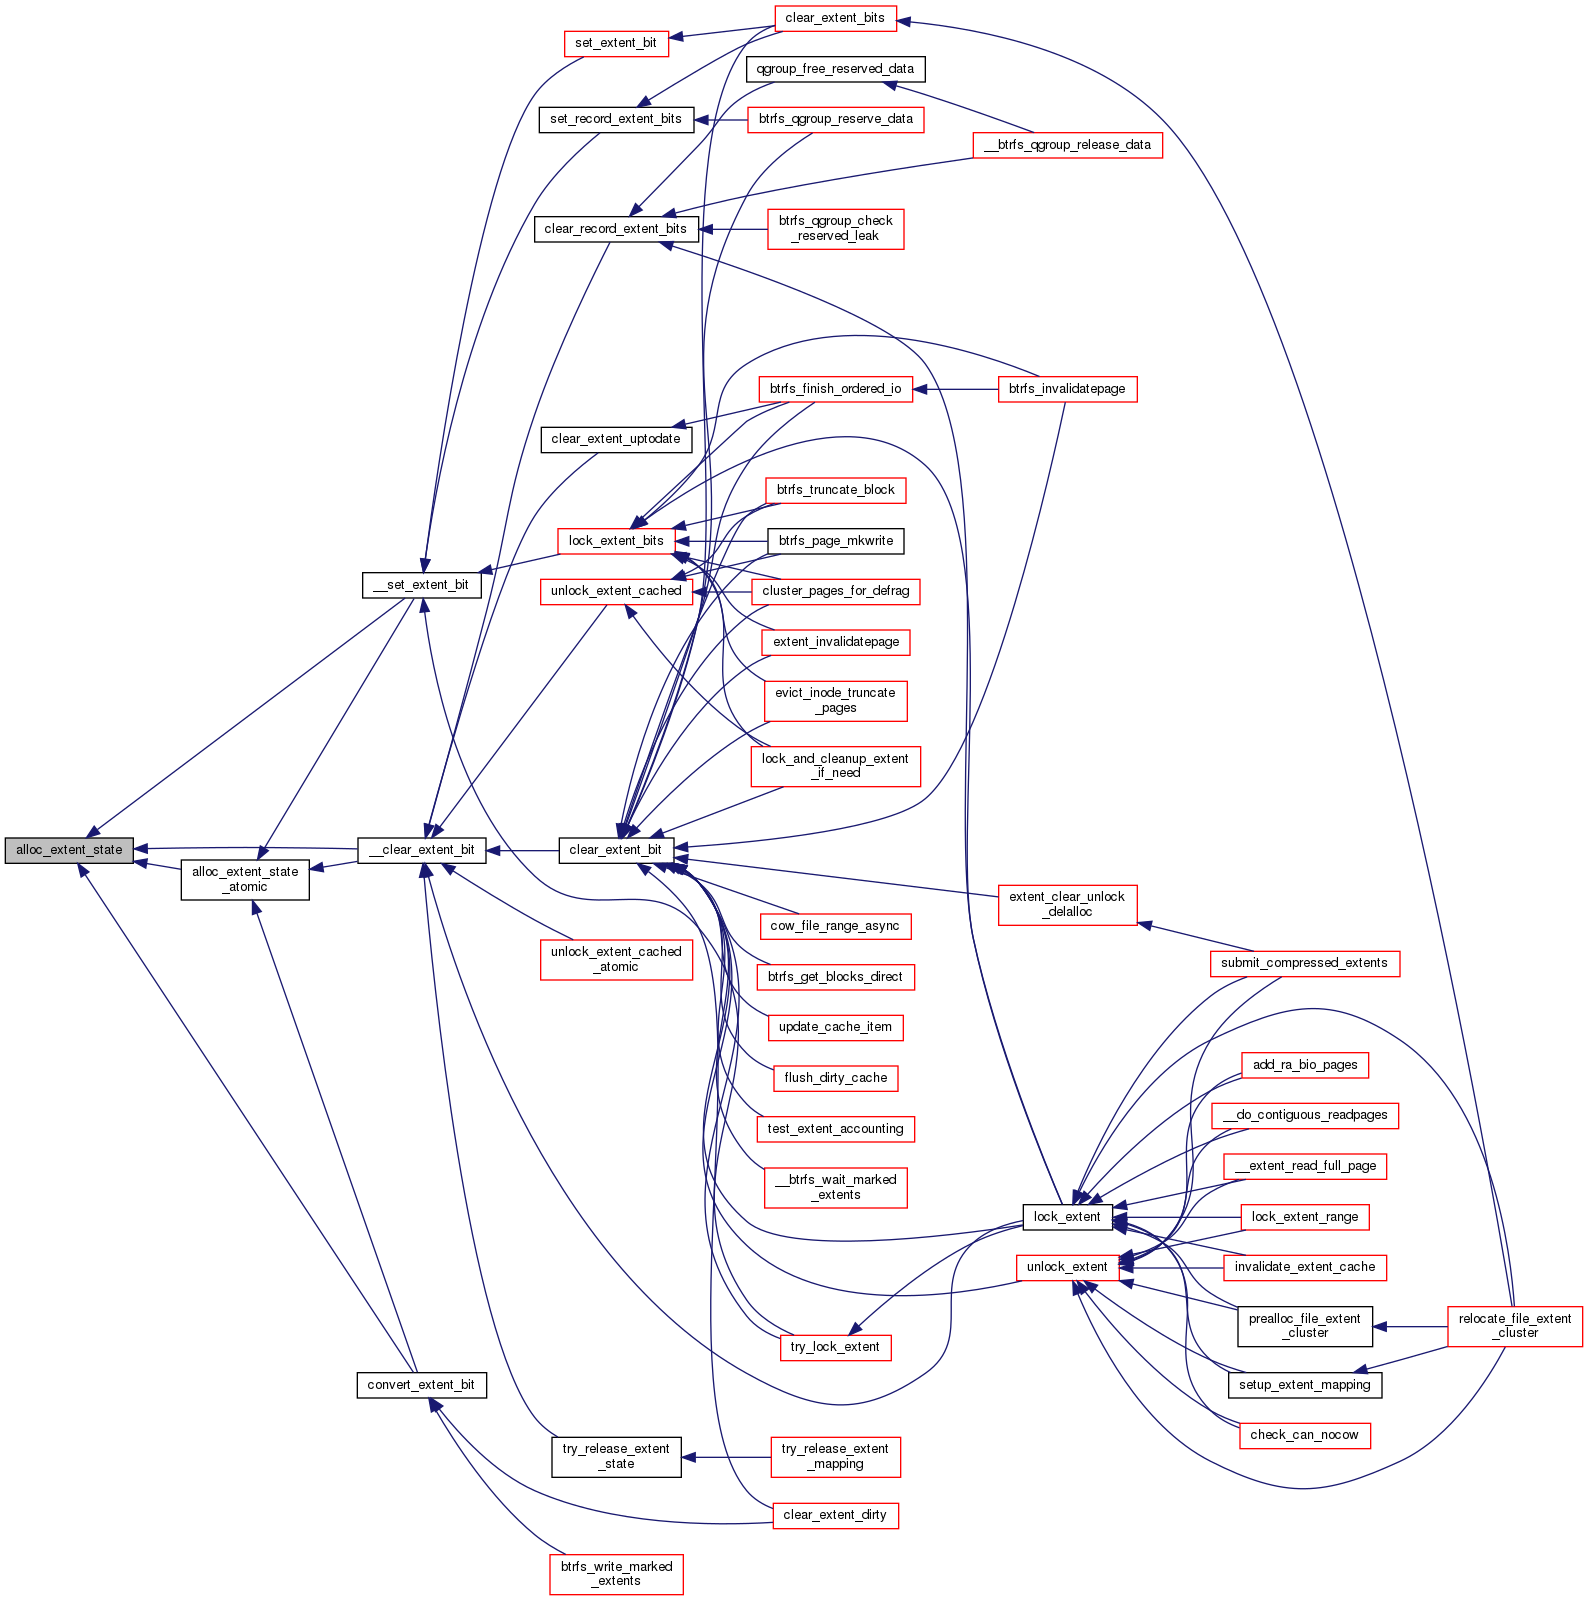 clear_extent_bits
set_extent_bit
qgroup_free_reserved_data
set_record_extent_bits
btrfs_qgroup_reserve_data
__btrfs_qgroup_release_data
clear_record_extent_bits
btrfs_qgroup_check
_reserved_leak
btrfs_finish_ordered_io
btrfs_invalidatepage
clear_extent_uptodate
btrfs_truncate_block
lock_extent_bits
btrfs_page_mkwrite
__set_extent_bit
unlock_extent_cached
cluster_pages_for_defrag
extent_invalidatepage
evict_inode_truncate
_pages
lock_and_cleanup_extent
_if_need
alloc_extent_state
__clear_extent_bit
clear_extent_bit
alloc_extent_state
_atomic
extent_clear_unlock
_delalloc
cow_file_range_async
unlock_extent_cached
_atomic
submit_compressed_extents
btrfs_get_blocks_direct
update_cache_item
add_ra_bio_pages
flush_dirty_cache
__do_contiguous_readpages
test_extent_accounting
__extent_read_full_page
__btrfs_wait_marked
_extents
lock_extent
lock_extent_range
unlock_extent
invalidate_extent_cache
prealloc_file_extent
_cluster
relocate_file_extent
_cluster
try_lock_extent
convert_extent_bit
setup_extent_mapping
check_can_nocow
try_release_extent
_state
try_release_extent
_mapping
clear_extent_dirty
btrfs_write_marked
_extents